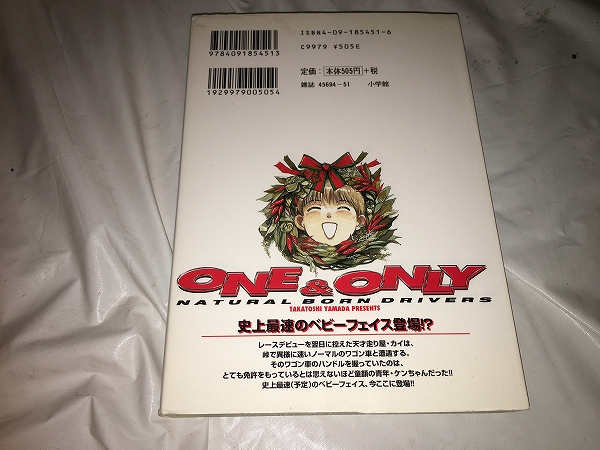 ISBN4-09-185451-6
C9979 ¥505E
9784091854513
定価：本体505円+税
雑誌 45694-51 小学館
1929979005054
ONE & ONLY
NATURAL BORN DRIVERS
TAKATOSHI YAMADA PRESENTS
史上最速のベビーフェイス登場!?
レースデビューを翌日に控えた天才走り屋・カイは、
峠で異様に速いノーマルのワゴン車と遭遇する。
そのワゴン車のハンドルを握っていたのは、
とても免許をもっているとは思えないほど童顔の青年・ケンちゃんだった!!
史上最速(予定)のベビーフェイス、今ここに登場!!